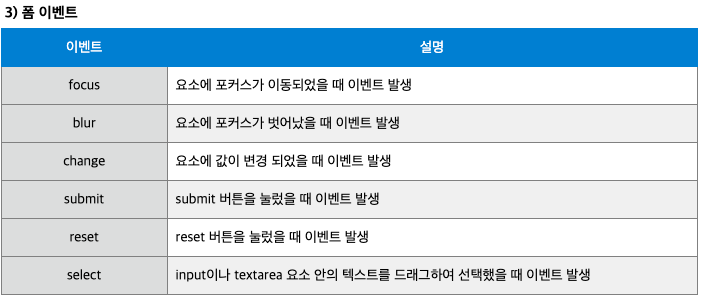 3) 폼 이벤트
이벤트 설명
focus 요소에 포커스가 이동되었을 때 이벤트 발생
blur 요소에 포커스가 벗어났을 때 이벤트 발생
change 요소에 값이 변경 되었을 때 이벤트 발생
submit submit 버튼을 눌렀을 때 이벤트 발생
reset reset 버튼을 눌렀을 때 이벤트 발생
select input이나 textarea 요소 안의 텍스트를 드래그하여 선택했을 때 이벤트 발생